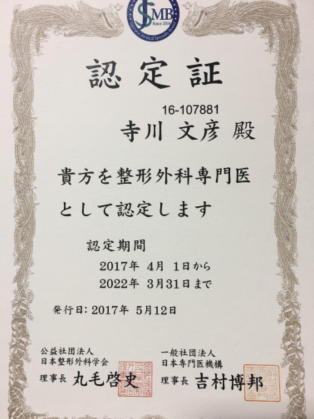 SMB
認定証
16-107881
寺川 文彦 殿
貴方を整形外科専門医
として認定します
認定期間
2017年 4月 1日から
2022年 3月31日まで
発行日: 2017年 5月12日
公益社団法人
日本整形外科学会
理事長 丸毛啓史
一般社団法人
日本専門医機構
理事長 吉村博邦